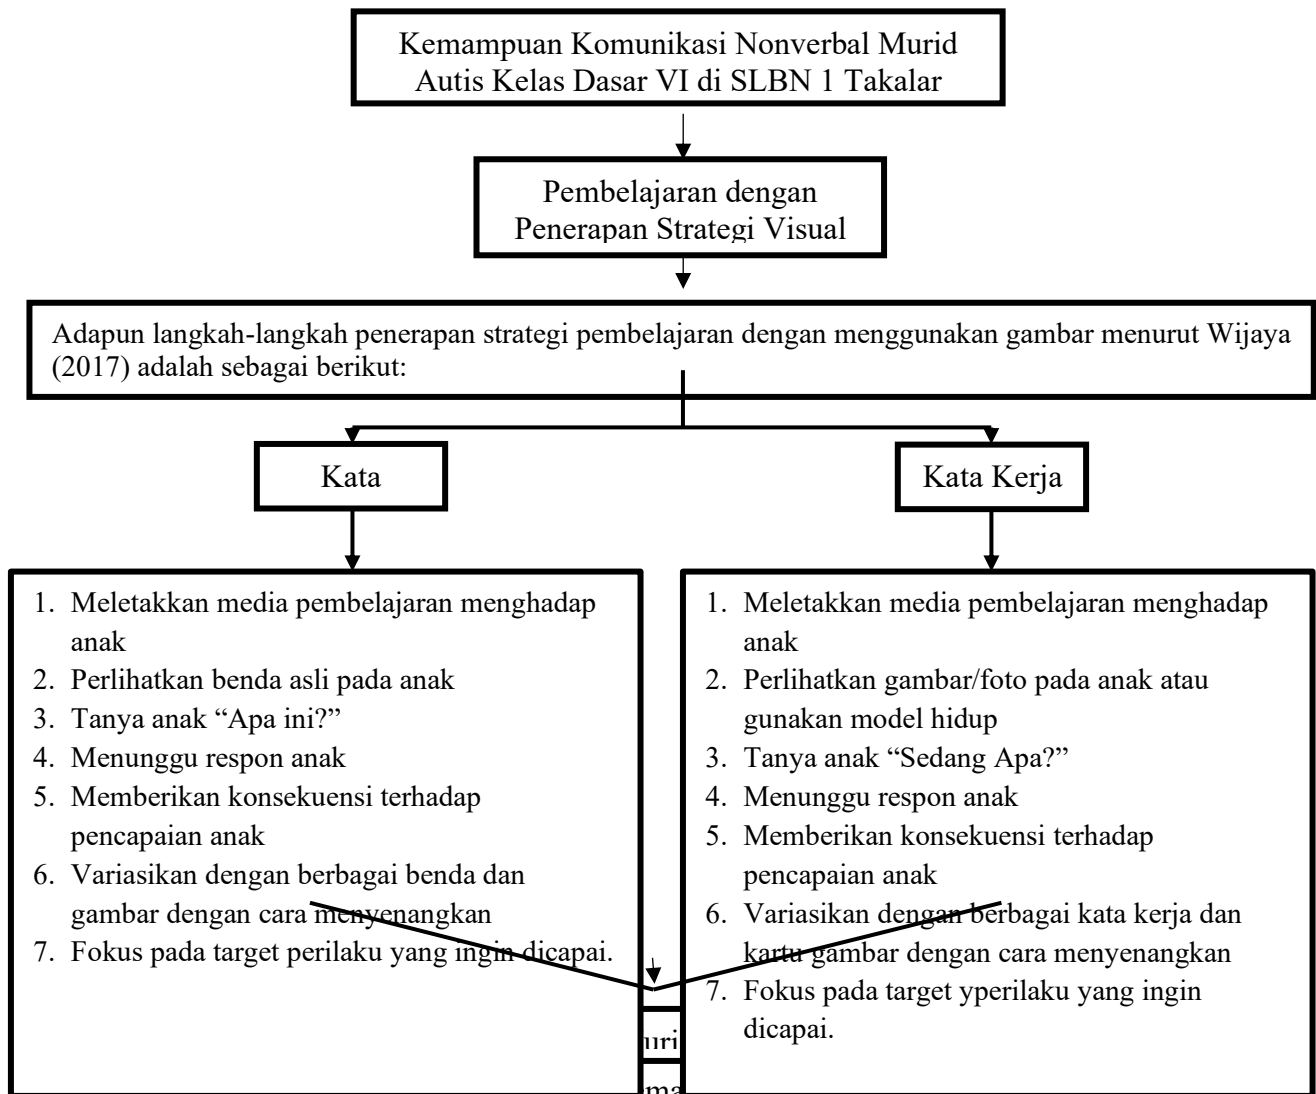 Kemampuan Komunikasi Nonverbal Murid
Autis Kelas Dasar VI di SLBN 1 Takalar
Pembelajaran dengan
Penerapan Strategi Visual
Adapun langkah-langkah penerapan strategi pembelajaran dengan menggunakan gambar menurut Wijaya
(2017) adalah sebagai berikut:
Kata
Kata Kerja
1. Meletakkan media pembelajaran menghadap
anak
2. Perlihatkan benda asli pada anak
3. Tanya anak “Apa ini?”
4. Menunggu respon anak
5. Memberikan konsekuensi terhadap
pencapaian anak
6. Variasikan dengan berbagai benda dan
gambar dengan cara menyenangkan
7. Fokus pada target perilaku yang ingin dicapai.
1. Meletakkan media pembelajaran menghadap
anak
2. Perlihatkan gambar/foto pada anak atau
gunakan model hidup
3. Tanya anak “Sedang Apa?”
4. Menunggu respon anak
5. Memberikan konsekuensi terhadap
pencapaian anak
6. Variasikan dengan berbagai kata kerja dan
kartu gambar dengan cara menyenangkan
7. Fokus pada target yperilaku yang ingin
dicapai.